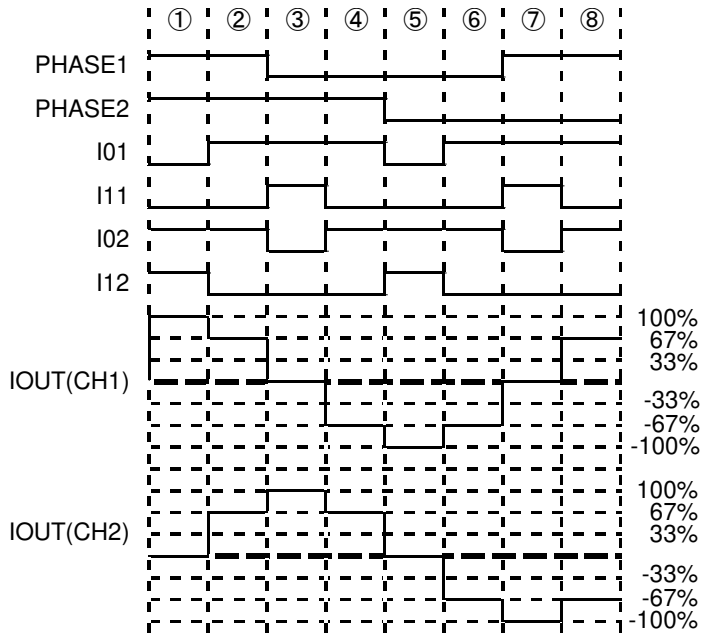 ① ② ③ ④ ⑤ ⑥ ⑦ ⑧
PHASE1
PHASE2
I01
I11
I02
I12
100%
67%
33%
IOUT(CH1)
-33%
-67%
-100%
100%
67%
33%
IOUT(CH2)
-33%
-67%
-100%